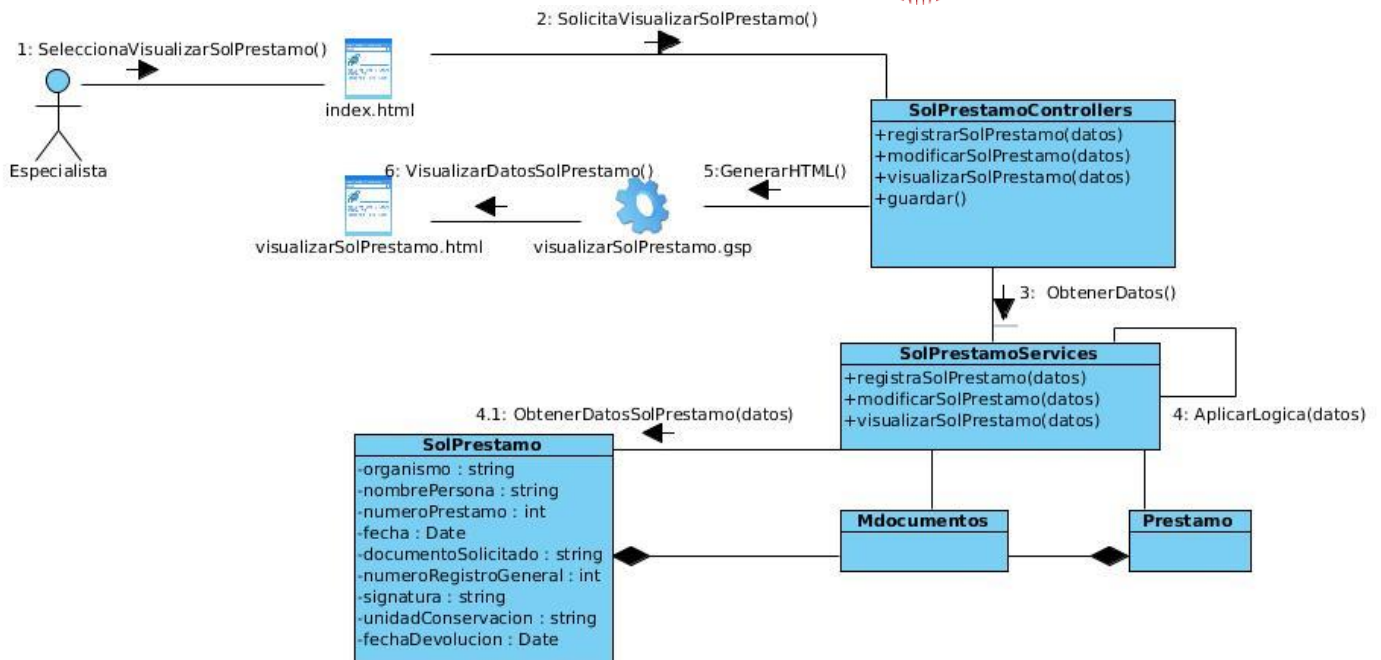 2: SolicitaVisualizarSolPrestamo()
1: SeleccionaVisualizarSolPrestamo()
index.html
Especialista
SolPrestamoControllers
+registrarSolPrestamo(datos)
+modificarSolPrestamo(datos)
+visualizarSolPrestamo(datos)
+guardar()
6: VisualizarDatosSolPrestamo()
5:GenerarHTML()
visualizarSolPrestamo.html
visualizarSolPrestamo.gsp
3: ObtenerDatos()
SolPrestamoServices
+registraSolPrestamo(datos)
+modificarSolPrestamo(datos)
+visualizarSolPrestamo(datos)
4: AplicarLogica(datos)
4.1: ObtenerDatosSolPrestamo(datos)
SolPrestamo
-organismo : string
-nombrePersona : string
-numeroPrestamo : int
-fecha : Date
-documentoSolicitado : string
-numeroRegistroGeneral : int
-signatura : string
-unidadConservacion : string
-fechaDevolucion : Date
Mdocumentos
Prestamo